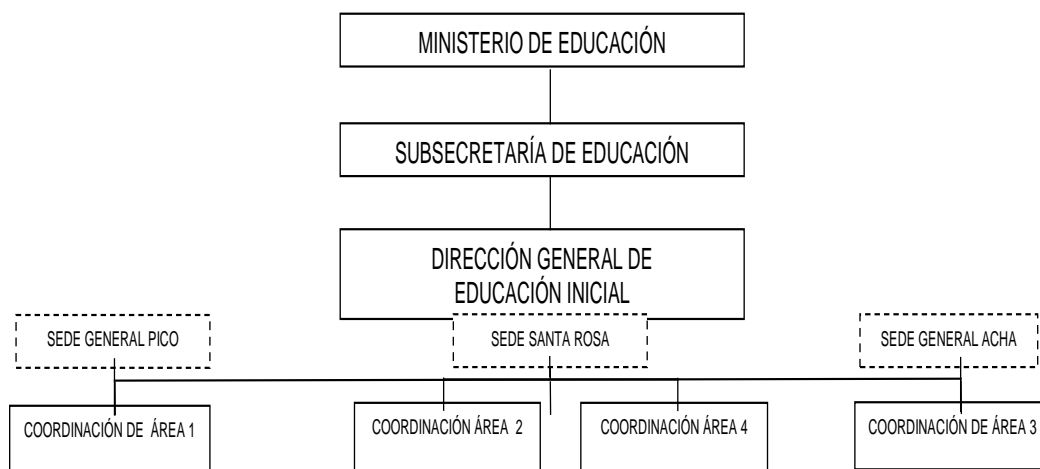 MINISTERIO DE EDUCACIÓN
SUBSECRETARÍA DE EDUCACIÓN
DIRECCIÓN GENERAL DE
EDUCACIÓN INICIAL
SEDE GENERAL PICO
SEDE SANTA ROSA
SEDE GENERAL ACHA
COORDINACIÓN DE ÁREA 1
COORDINACIÓN ÁREA 2
COORDINACIÓN ÁREA 4
COORDINACIÓN DE ÁREA 3